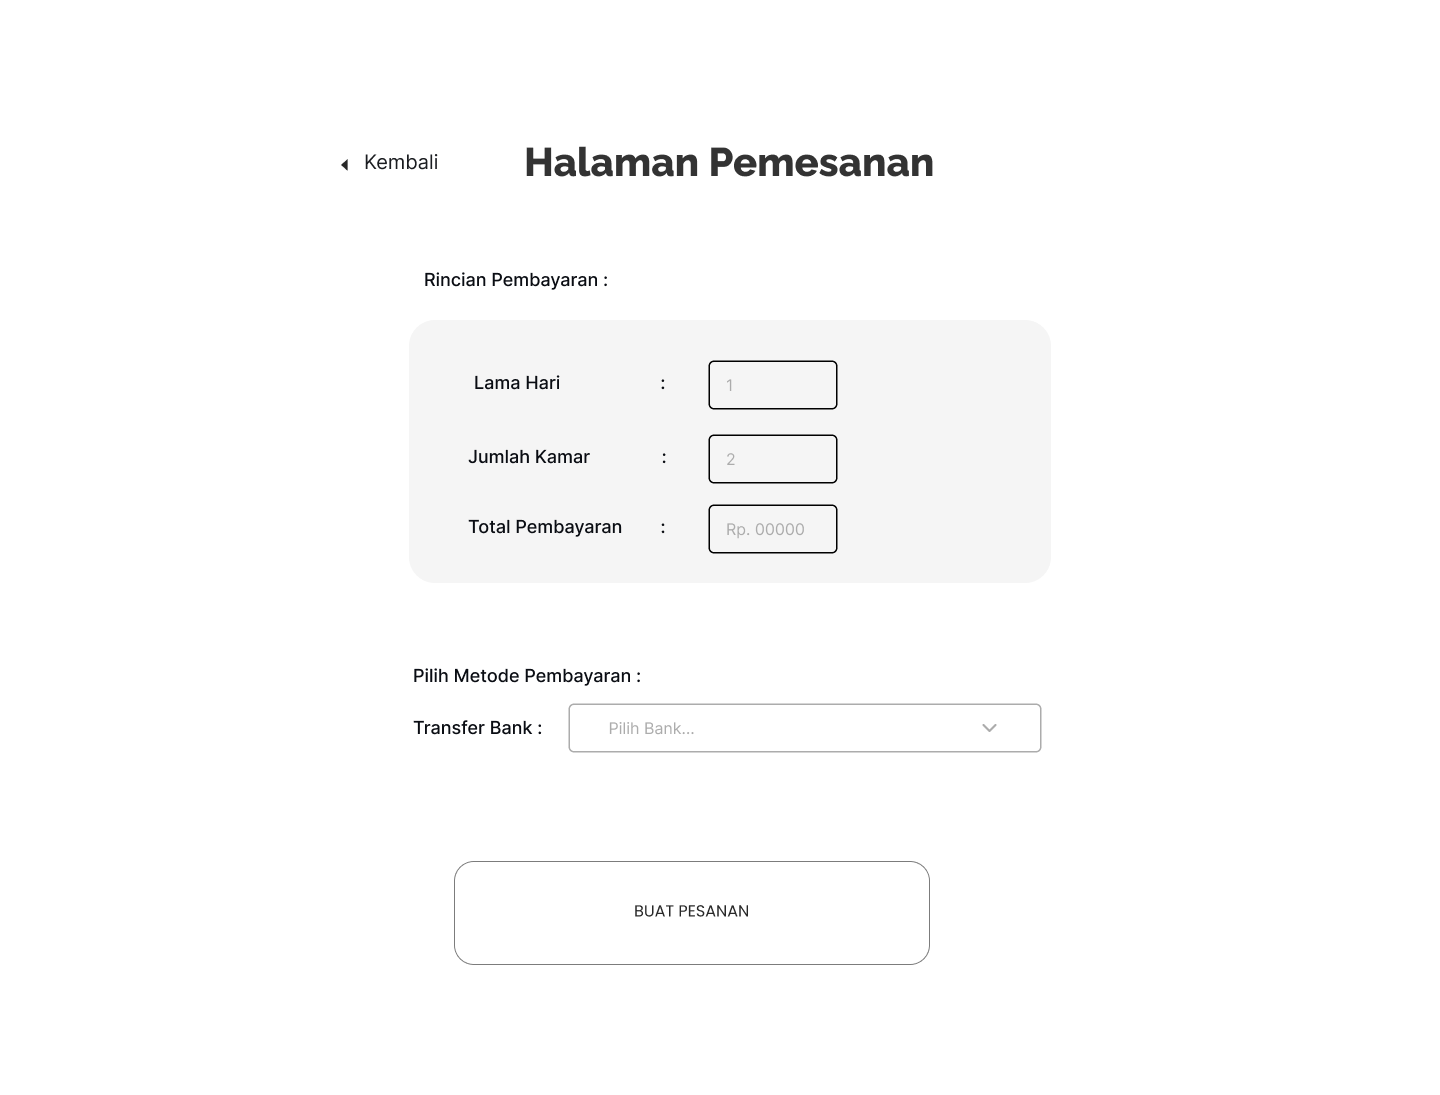 Kembali
Halaman Pemesanan
Rincian Pembayaran :
Lama Hari : 1
Jumlah Kamar : 2
Total Pembayaran : Rp. 00000
Pilih Metode Pembayaran :
Transfer Bank : Pilih Bank...
BUAT PESANAN